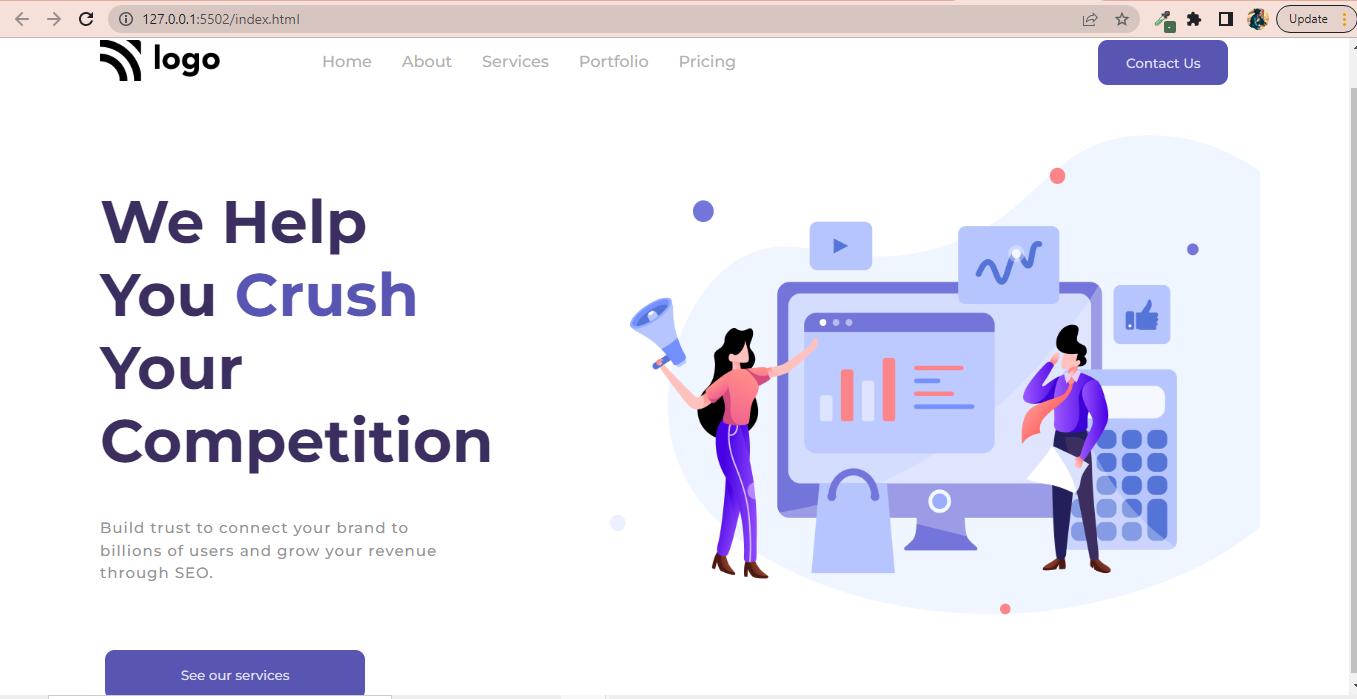 127.0.0.1:5502/index.html
Update
logo
Home About Services Portfolio Pricing
Contact Us
We Help
You Crush
Your
Competition
Build trust to connect your brand to
billions of users and grow your revenue
through SEO.
See our services